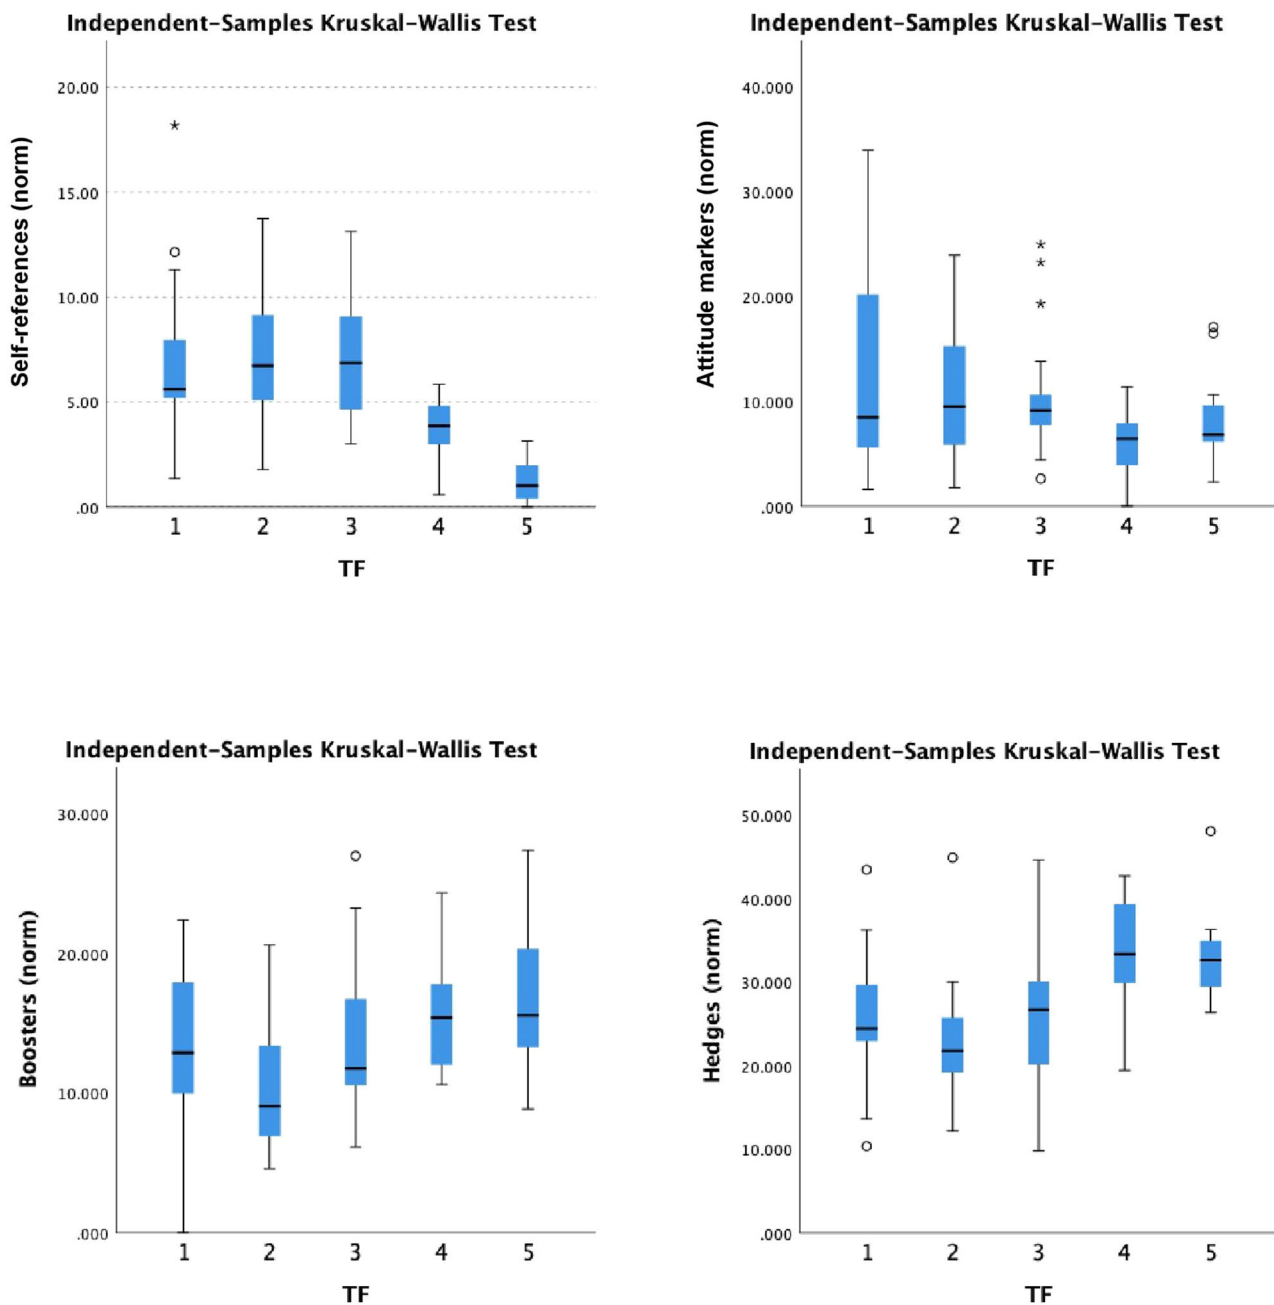 Independent-Samples Kruskal-Wallis Test
Self-references (norm)
20.00
15.00
10.00
5.00
.00
1 2 3 4 5
TF
Independent-Samples Kruskal-Wallis Test
Attitude markers (norm)
40.000
30.000
20.000
10.000
.000
1 2 3 4 5
TF
Independent-Samples Kruskal-Wallis Test
Boosters (norm)
30.000
20.000
10.000
.000
1 2 3 4 5
TF
Independent-Samples Kruskal-Wallis Test
Hedges (norm)
50.000
40.000
30.000
20.000
10.000
.000
1 2 3 4 5
TF